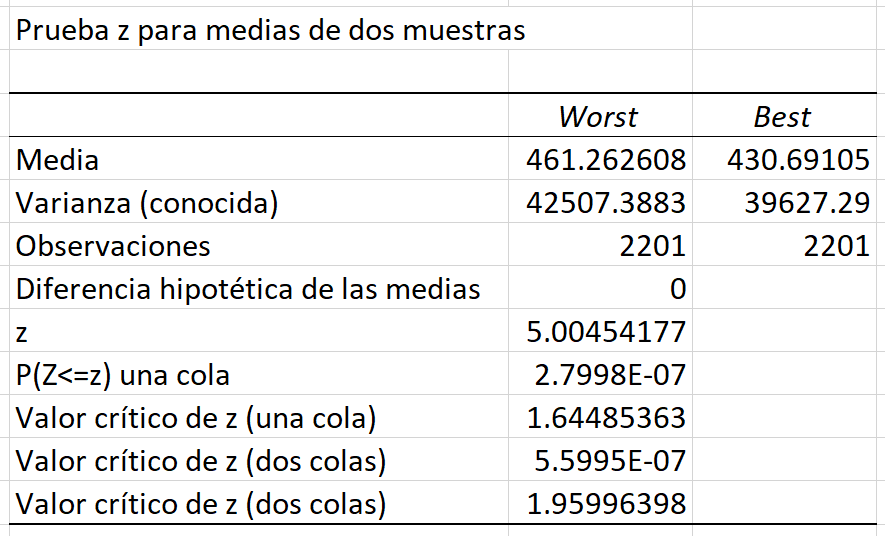 Prueba z para medias de dos muestras
Worst Best
Media 461.262608 430.69105
Varianza (conocida) 42507.3883 39627.29
Observaciones 2201 2201
Diferencia hipotética de las medias 0
z 5.00454177
P(Z<=z) una cola 2.7998E-07
Valor crítico de z (una cola) 1.64485363
Valor crítico de z (dos colas) 5.5995E-07
Valor crítico de z (dos colas) 1.95996398